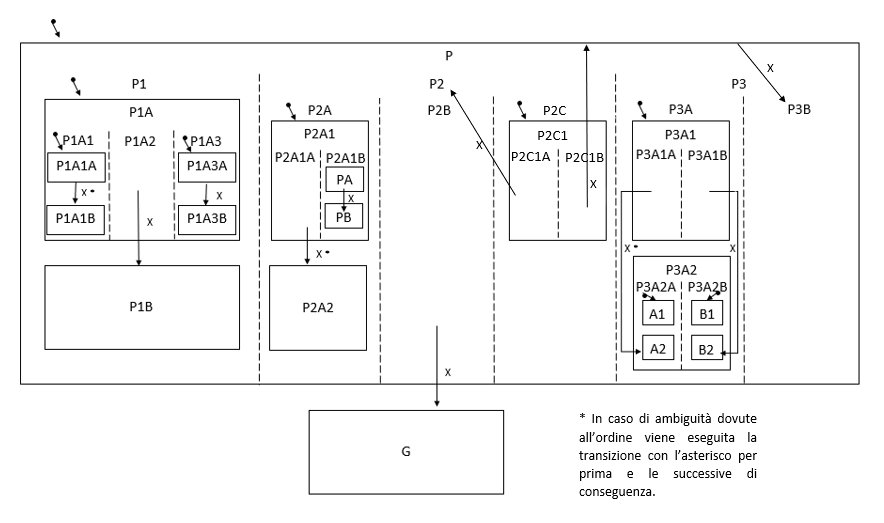 P
P1
P2
P3
P1A
P2A
P2B
P2C
P3A
P3B
X
P1A1
P1A2
P1A3
P2A1
P2C1
P3A1
P1A1A
P1A3A
P2A1A
P2A1B
P2C1A
P2C1B
P3A1A
P3A1B
X
X *
X
X
PA
X
X
P1A1B
P1A3B
PB
X *
X *
X
P1B
P2A2
P3A2
P3A2A
P3A2B
A1
B1
A2
B2
X
G
* In caso di ambiguità dovute
all'ordine viene eseguita la
transizione con l'asterisco per
prima e le successive di
conseguenza.